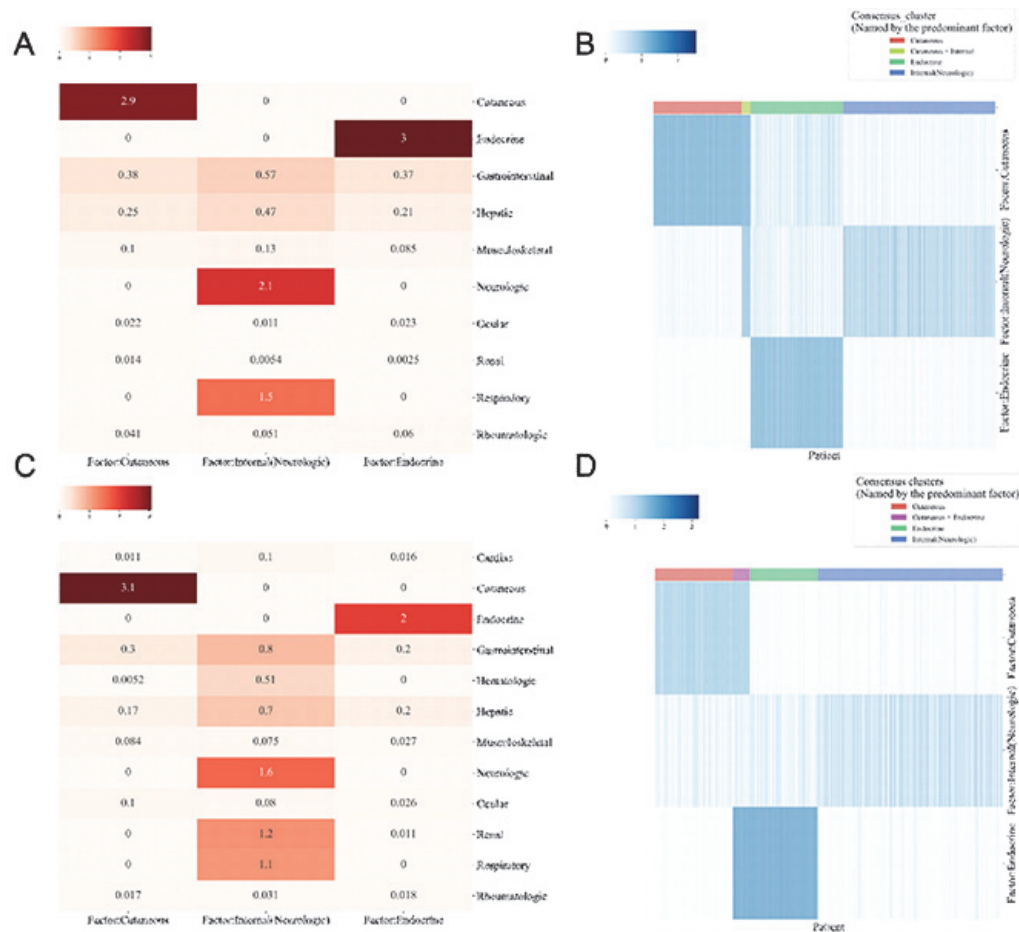 A
2.9 0 0 Cutaneous
0 0 3 Endocrine
0.38 0.57 0.37 Gastrointestinal
0.25 0.47 0.21 Hepatic
0.1 0.13 0.085 Musculoskeletal
0 2.1 0 Neurologic
0.022 0.011 0.023 Ocular
0.014 0.0054 0.0025 Renal
0 1.5 0 Respiratory
0.041 0.051 0.06 Rheumatologic
Factor:Cutaneous Factor:Internal(Neurologic) Factor:Endocrine
B
Consensus_cluster
(Named by the predominant factor)
Cutaneous
Cutaneous + Internal
Endocrine
Internal(Neurologic)
Factor:Cutaneous
Factor:Internal(Neurologic)
Factor:Endocrine
Patient
C
0.011 0.1 0.016 Cardiac
3.1 0 0 Cutaneous
0 0 2 Endocrine
0.3 0.8 0.2 Gastrointestinal
0.0052 0.51 0 Hematologic
0.17 0.7 0.2 Hepatic
0.084 0.075 0.027 Musculoskeletal
0 1.6 0 Neurologic
0.1 0.08 0.026 Ocular
0 1.2 0.011 Renal
0 1.1 0 Respiratory
0.017 0.031 0.018 Rheumatologic
Factor:Cutaneous Factor:Internal(Neurologic) Factor:Endocrine
D
0 1 2 3
Consensus clusters
(Named by the predominant factor)
Cutaneous
Cutaneous + Endocrine
Endocrine
Internal(Neurologic)
Factor:Cutaneous
Factor:Internal(Neurologic)
Factor:Endocrine
Patient